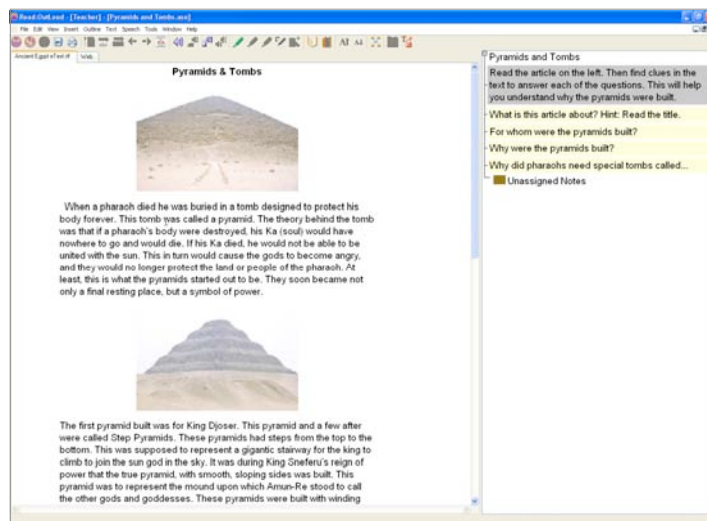 Read:OutLoud - [Teacher] - [Pyramids and Tombs.aso]
File Edit View Insert Outline Text Speech Tools Window Help
Ancient Egypt eText.rtf Web
Pyramids & Tombs
When a pharaoh died he was buried in a tomb designed to protect his
body forever. This tomb was called a pyramid. The theory behind the tomb
was that if a pharaoh's body were destroyed, his Ka (soul) would have
nowhere to go and would die. If his Ka died, he would not be able to be
united with the sun. This in turn would cause the gods to become angry,
and they would no longer protect the land or people of the pharaoh. At
least, this is what the pyramids started out to be. They soon became not
only a final resting place, but a symbol of power.
The first pyramid built was for King Djoser. This pyramid and a few after
were called Step Pyramids. These pyramids had steps from the top to the
bottom. This was supposed to represent a gigantic stairway for the king to
climb to join the sun god in the sky. It was during King Sneferu's reign of
power that the true pyramid, with smooth, sloping sides was built. This
pyramid was to represent the mound upon which Amun-Re stood to call
the other gods and goddesses. These pyramids were built with winding
Pyramids and Tombs
Read the article on the left. Then find clues in the
text to answer each of the questions. This will help
you understand why the pyramids were built.
What is this article about? Hint: Read the title.
For whom were the pyramids built?
Why were the pyramids built?
Why did pharaohs need special tombs called...
Unassigned Notes